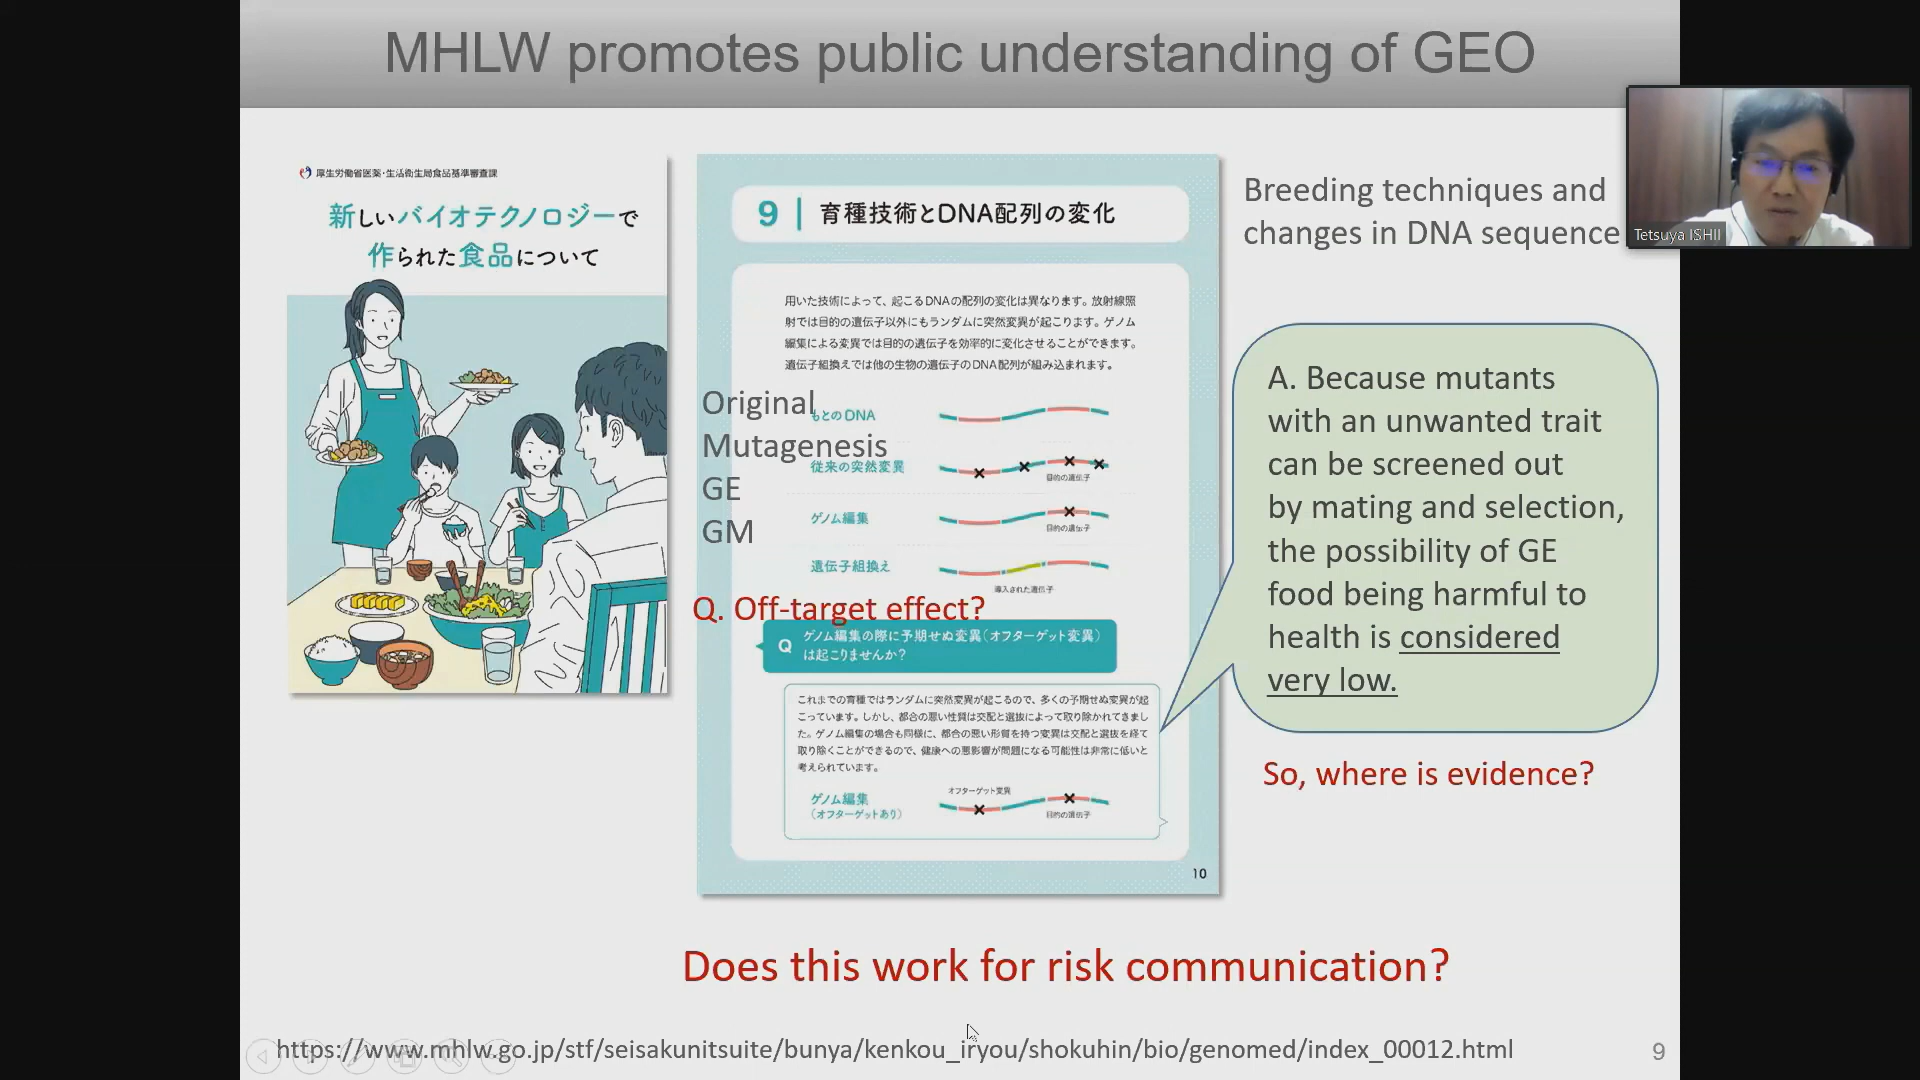 MHLW promotes public understanding of GEO
厚生労働省医薬・生活衛生局食品基準審査課
新しいバイオテクノロジーで
作られた食品について
9 育種技術とDNA配列の変化
用いた技術によって、起こるDNAの配列の変化は異なります。放射線照
射では目的の遺伝子以外にもランダムに突然変異が起こります。ゲノム
編集による変異では目的の遺伝子を効率的に変化させることができます。
遺伝子組換えでは他の生物の遺伝子のDNA配列が組み込まれます。
Original
もとのDNA
Mutagenesis
従来の突然変異
目的の遺伝子
GE
ゲノム編集
目的の遺伝子
GM
遺伝子組換え
導入された遺伝子
Q. Off-target effect?
Q ゲノム編集の際に予期せぬ変異(オフターゲット変異)
は起こりませんか?
これまでの育種ではランダムに突然変異が起こるので、多くの予期せぬ変異が起
こっています。しかし、都合の悪い性質は交配と選抜によって取り除かれてきまし
た。ゲノム編集の場合も同様に、都合の悪い形質を持つ変異は交配と選抜を経て
取り除くことができるので、健康への悪影響が問題になる可能性は非常に低いと
考えられています。
オフターゲット変異
ゲノム編集
(オフターゲットあり)
目的の遺伝子
10
Breeding techniques and
changes in DNA sequence
Tetsuya ISHII
A. Because mutants
with an unwanted trait
can be screened out
by mating and selection,
the possibility of GE
food being harmful to
health is considered
very low.
So, where is evidence?
Does this work for risk communication?
https://www.mhlw.go.jp/stf/seisakunitsuite/bunya/kenkou_iryou/shokuhin/bio/genomed/index_00012.html
9